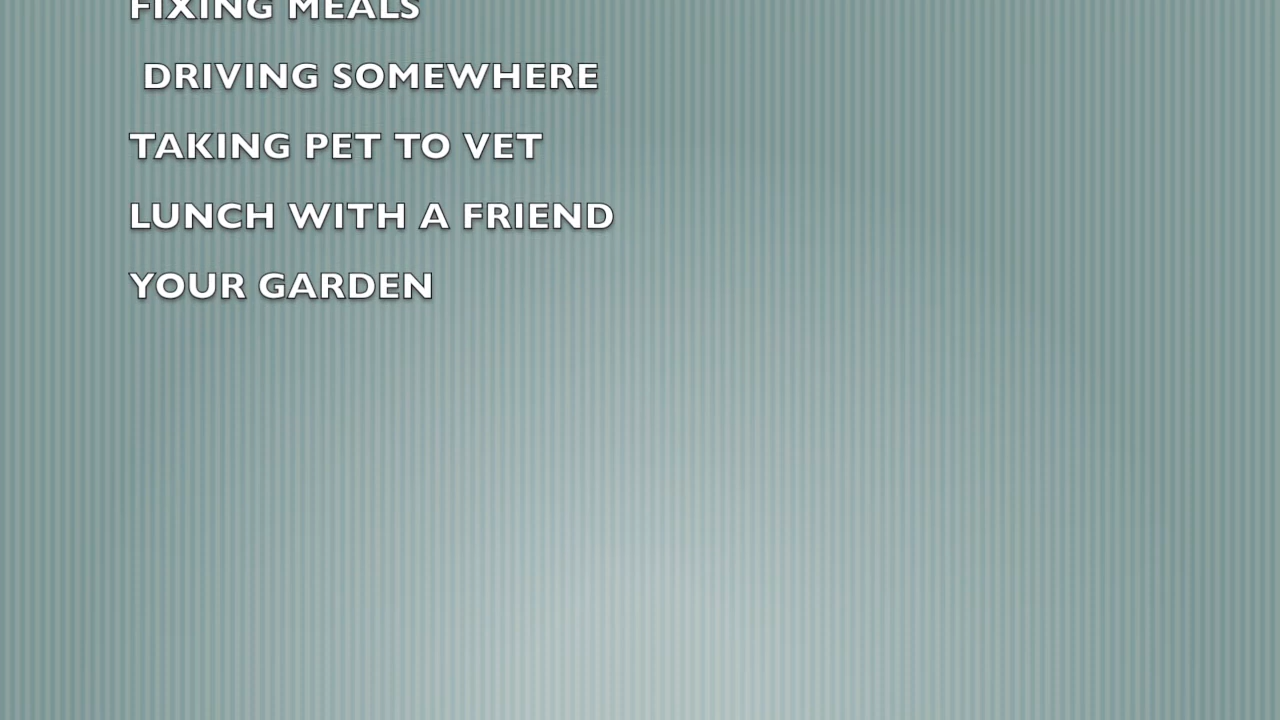 FIXING MEALS
DRIVING SOMEWHERE
TAKING PET TO VET
LUNCH WITH A FRIEND
YOUR GARDEN